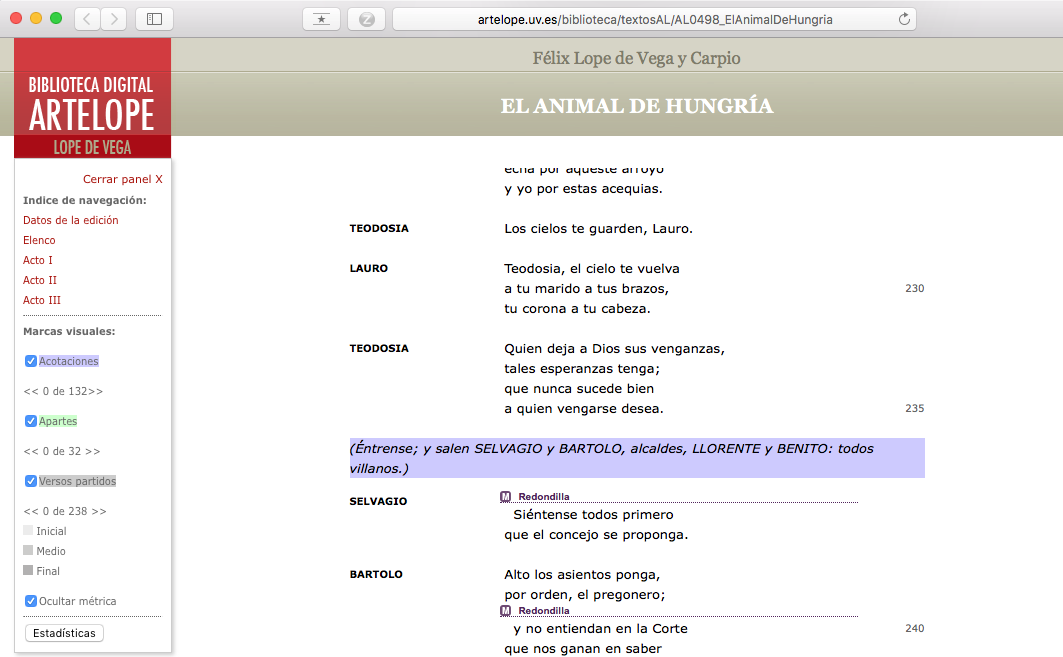 artelope.uv.es/biblioteca/textosAL/AL0498_ElAnimalDeHungria
Félix Lope de Vega y Carpio
EL ANIMAL DE HUNGRÍA
BIBLIOTECA DIGITAL
ARTELOPE
LOPE DE VEGA
Cerrar panel X
Indice de navegación:
Datos de la edición
Elenco
Acto I
Acto II
Acto III
Marcas visuales:
Acotaciones
<< 0 de 132>>
Apartes
<< 0 de 32 >>
Versos partidos
<< 0 de 238 >>
Inicial
Medio
Final
Ocultar métrica
Estadísticas
echa por aqueste arroyo
y yo por estas acequias.
TEODOSIA Los cielos te guarden, Lauro.
LAURO Teodosia, el cielo te vuelva
a tu marido a tus brazos, 230
tu corona a tu cabeza.
TEODOSIA Quien deja a Dios sus venganzas,
tales esperanzas tenga;
que nunca sucede bien
a quien vengarse desea. 235
(Éntrense; y salen SELVAGIO y BARTOLO, alcaldes, LLORENTE y BENITO: todos
villanos.)
M Redondilla
SELVAGIO Siéntense todos primero
que el concejo se proponga.
BARTOLO Alto los asientos ponga,
por orden, el pregonero;
M Redondilla
y no entiendan en la Corte 240
que nos ganan en saber